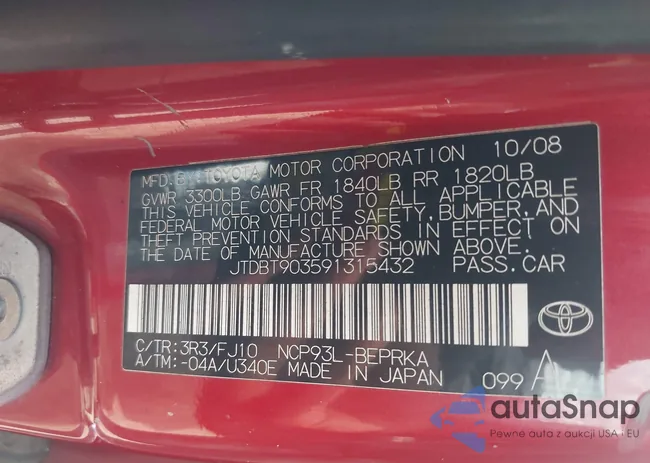 MFD. BY TOYOTA MOTOR CORPORATION 10/08
GVWR 3300LB GAWR FR 1840LB RR 1820LB
THIS VEHICLE CONFORMS TO ALL APPLICABLE
FEDERAL MOTOR VEHICLE SAFETY, BUMPER, AND
THEFT PREVENTION STANDARDS IN EFFECT ON
THE DATE OF MANUFACTURE SHOWN ABOVE.
JTDBT903591315432 PASS.CAR
C/TR: 3R3/FJ10 NCP93L-BEPRKA
A/TM: -04A/U340E MADE IN JAPAN 099 A
autaSnap
Pewne auta z aukcji USA i EU